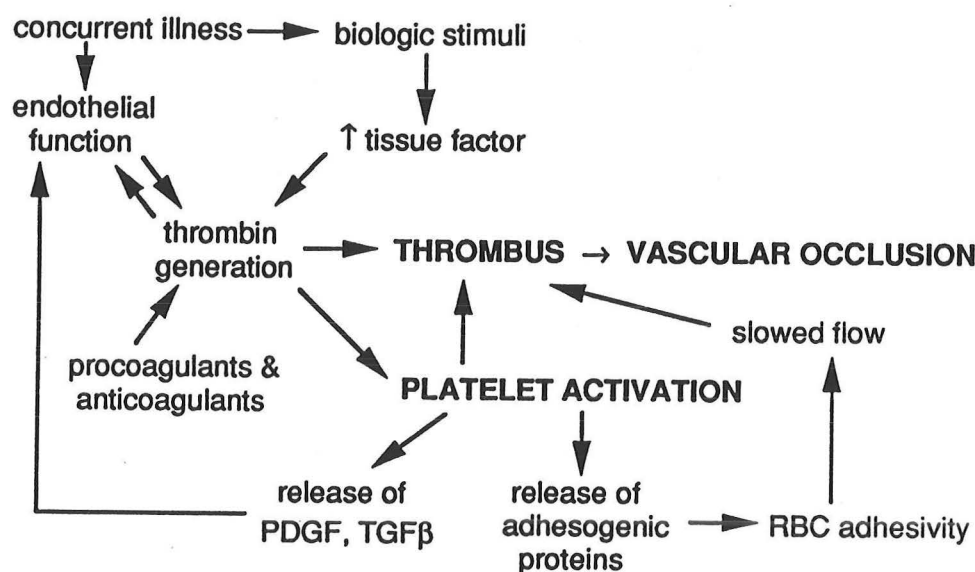 concurrent illness
biologic stimuli
endothelial
function
↑ tissue factor
thrombin
generation
THROMBUS → VASCULAR OCCLUSION
slowed flow
procoagulants &
anticoagulants
PLATELET ACTIVATION
release of
PDGF, TGFβ
release of
adhesogenic
proteins
RBC adhesivity